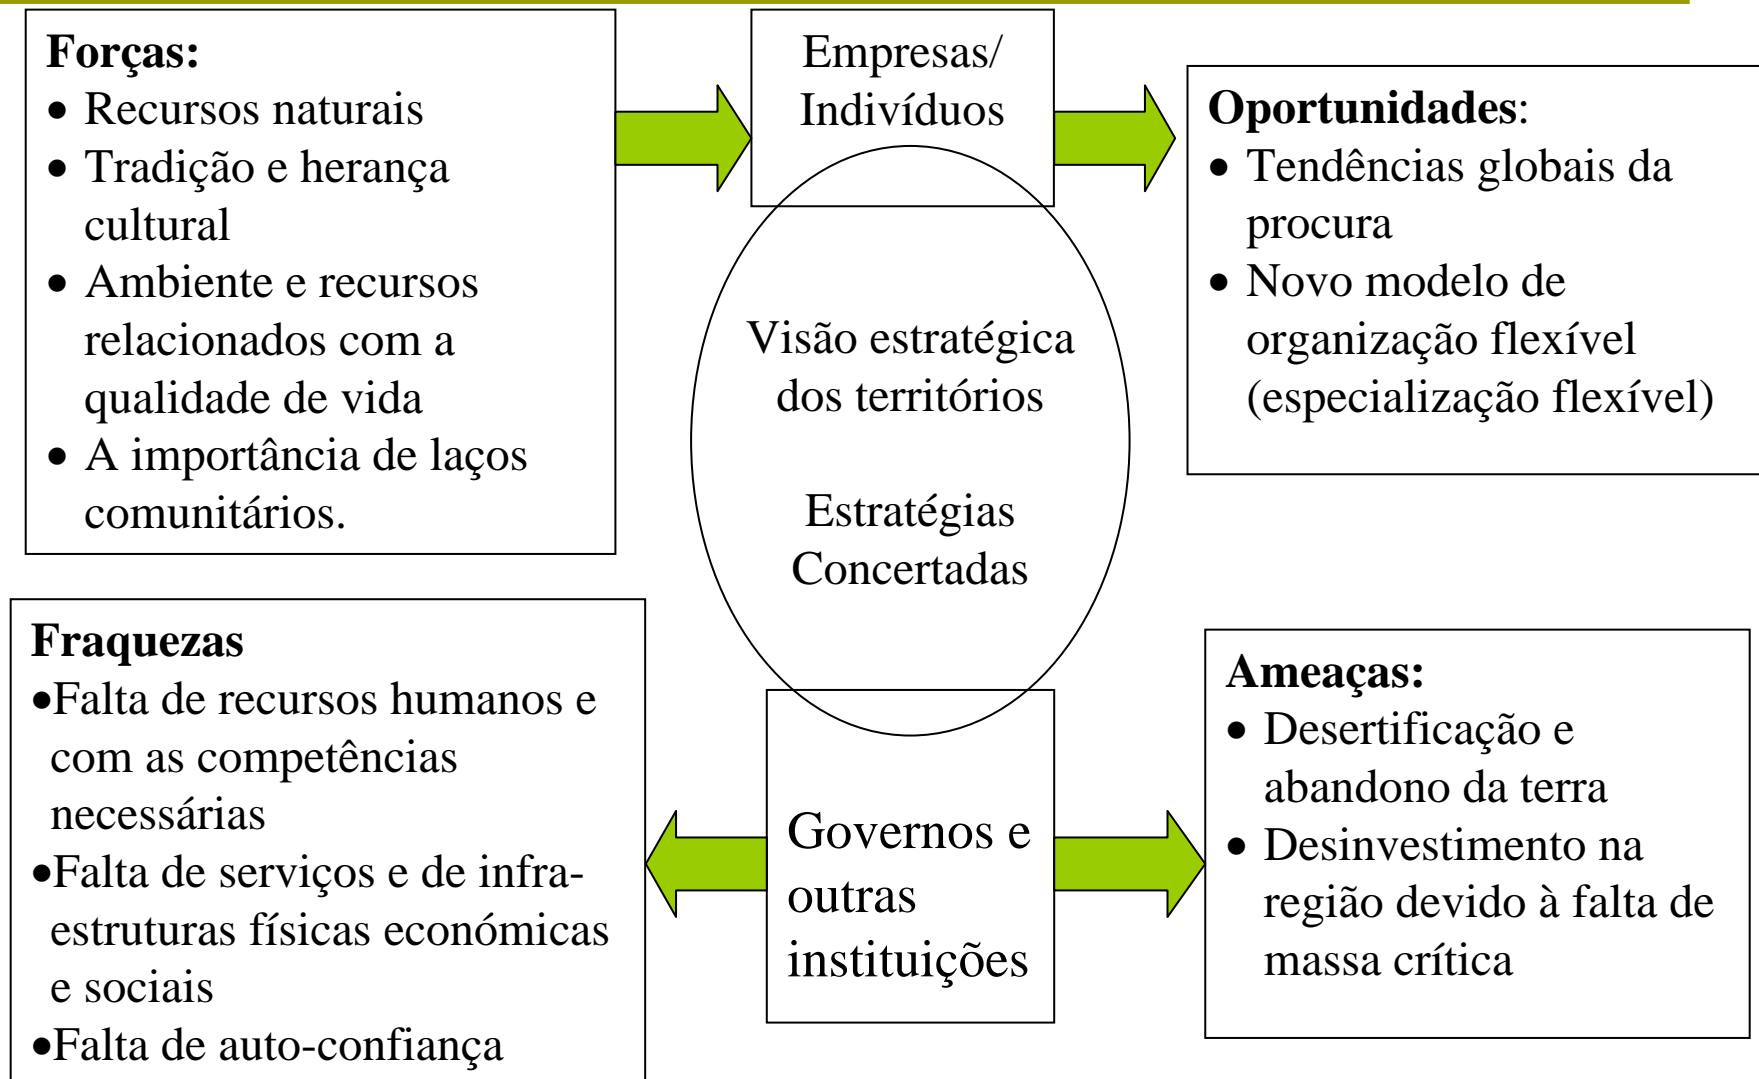 Forças:
• Recursos naturais
• Tradição e herança
cultural
• Ambiente e recursos
relacionados com a
qualidade de vida
• A importância de laços
comunitários.
Empresas/
Indivíduos
Oportunidades:
• Tendências globais da
procura
• Novo modelo de
organização flexível
(especialização flexível)
Visão estratégica
dos territórios
Estratégias
Concertadas
Fraquezas
•Falta de recursos humanos e
com as competências
necessárias
•Falta de serviços e de infra-
estruturas físicas económicas
e sociais
•Falta de auto-confiança
Governos e
outras
instituições
Ameaças:
• Desertificação e
abandono da terra
• Desinvestimento na
região devido à falta de
massa crítica